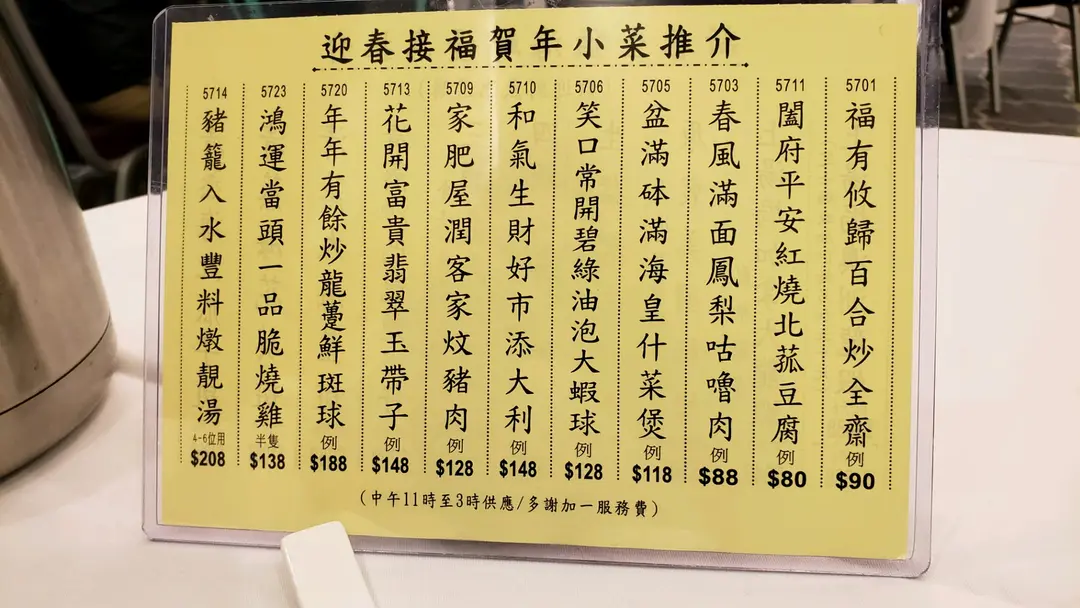 迎春接福賀年小菜推介
5701
福有攸歸百合炒全齋
例
$90
5711
闔府平安紅燒北菰豆腐
例
$80
5703
春風滿面鳳梨咕嚕肉
例
$88
5705
盆滿砵滿海皇什菜煲
例
$118
5706
笑口常開碧綠油泡大蝦球
例
$128
5710
和氣生財好市添大利
例
$148
5709
家肥屋潤客家炆豬肉
例
$128
5713
花開富貴翡翠玉帶子
例
$148
5720
年年有餘炒龍躉鮮斑球
例
$188
5723
鴻運當頭一品脆燒雞
半隻
$138
5714
豬籠入水豐料燉靚湯
4-6位用
$208
(中午11時至3時供應/多謝加一服務費)